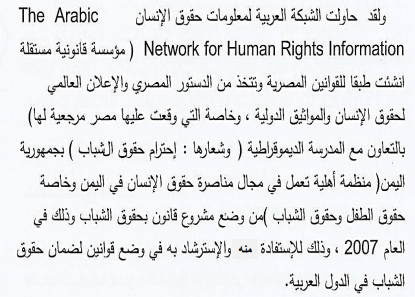 ولقد حاولت الشبكة العربية لمعلومات حقوق الإنسان The Arabic
Network for Human Rights Information ( مؤسسة قانونية مستقلة
انشئت طبقا للقوانين المصرية وتتخذ من الدستور المصري والإعلان العالمي
لحقوق الإنسان والمواثيق الدولية ، وخاصة التي وقعت عليها مصر مرجعية لها)
بالتعاون مع المدرسة الديموقراطية ( وشعارها : إحترام حقوق الشباب ) بجمهورية
اليمن( منظمة أهلية تعمل في مجال مناصرة حقوق الإنسان في اليمن وخاصة
حقوق الطفل وحقوق الشباب )من وضع مشروع قانون بحقوق الشباب وذلك في
العام 2007 ، وذلك للإستفادة منه والإسترشاد به في وضع قوانين لضمان حقوق
الشباب في الدول العربية.